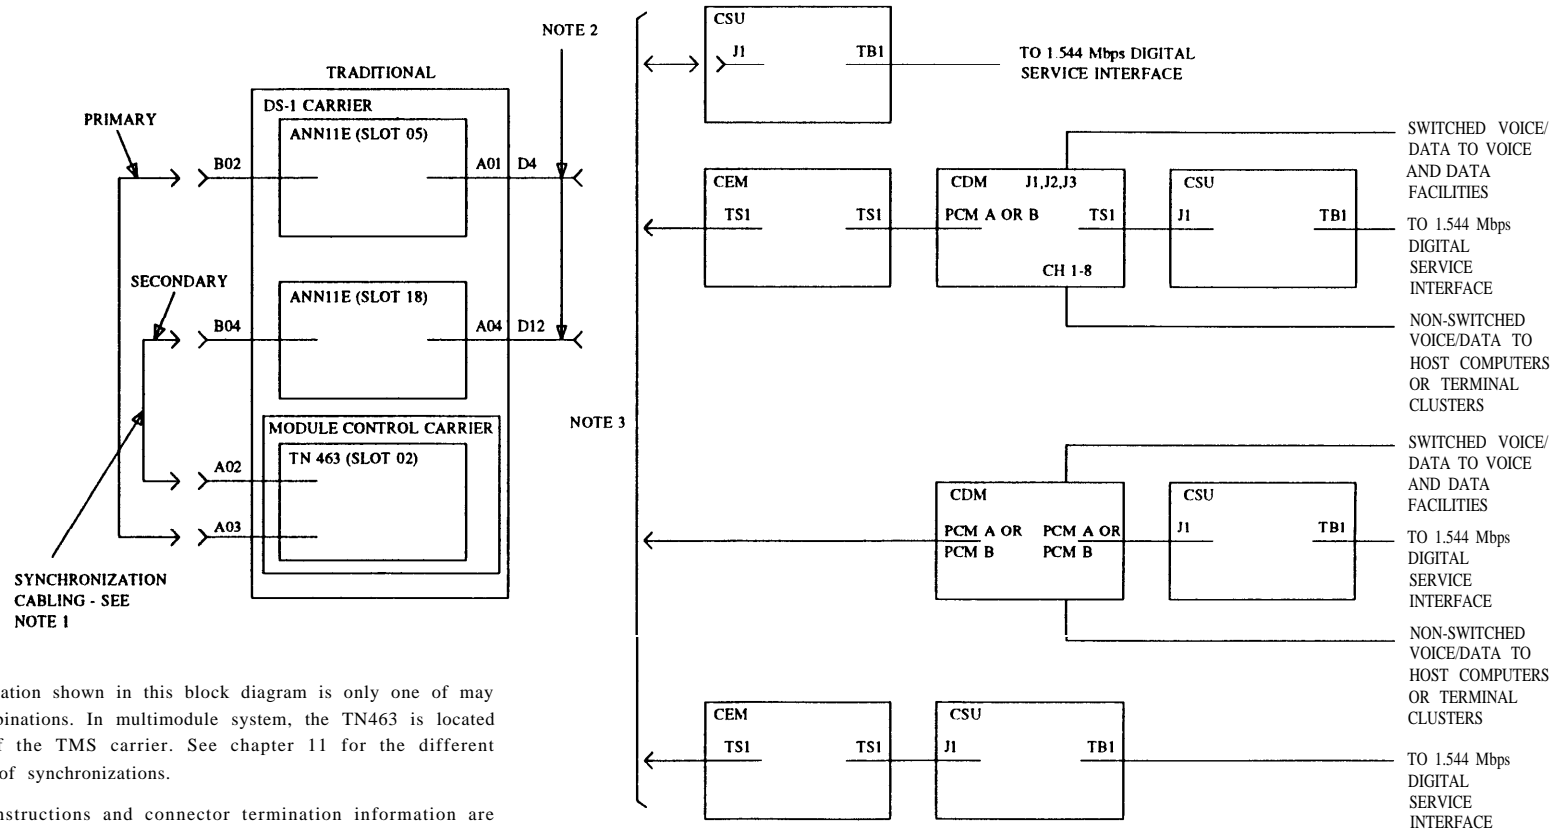 NOTE 2
TRADITIONAL
DS-1 CARRIER
PRIMARY
ANN11E (SLOT 05)
B02
A01 D4
SECONDARY
ANN11E (SLOT 18)
B04
A04 D12
MODULE CONTROL CARRIER
TN 463 (SLOT 02)
A02
A03
SYNCHRONIZATION
CABLING - SEE
NOTE 1
NOTE 3
CSU
J1
TB1
TO 1.544 Mbps DIGITAL
SERVICE INTERFACE
CEM
TS1
TS1
CDM J1,J2,J3
PCM A OR B
TS1
CH 1-8
CSU
J1
TB1
SWITCHED VOICE/
DATA TO VOICE
AND DATA
FACILITIES
TO 1.544 Mbps
DIGITAL
SERVICE
INTERFACE
NON-SWITCHED
VOICE/DATA TO
HOST COMPUTERS
OR TERMINAL
CLUSTERS
CDM
PCM A OR
PCM B
PCM A OR
PCM B
CSU
J1
TB1
SWITCHED VOICE/
DATA TO VOICE
AND DATA
FACILITIES
TO 1.544 Mbps
DIGITAL
SERVICE
INTERFACE
NON-SWITCHED
VOICE/DATA TO
HOST COMPUTERS
OR TERMINAL
CLUSTERS
CEM
TS1
TS1
CSU
J1
TB1
TO 1.544 Mbps
DIGITAL
SERVICE
INTERFACE
ation shown in this block diagram is only one of may
binations. In multimodule system, the TN463 is located
f the TMS carrier. See chapter 11 for the different
of synchronizations.
nstructions and connector termination information are